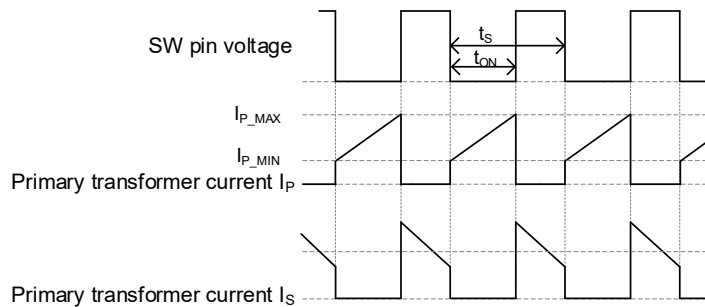 SW pin voltage
tS
tON
IP_MAX
IP_MIN
Primary transformer current IP
Primary transformer current IS